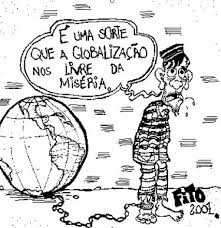 É UMA SORTE
QUE A GLOBALIZAÇÃO
NOS LIVRE DA
MISÉRIA.
FITO
2001.